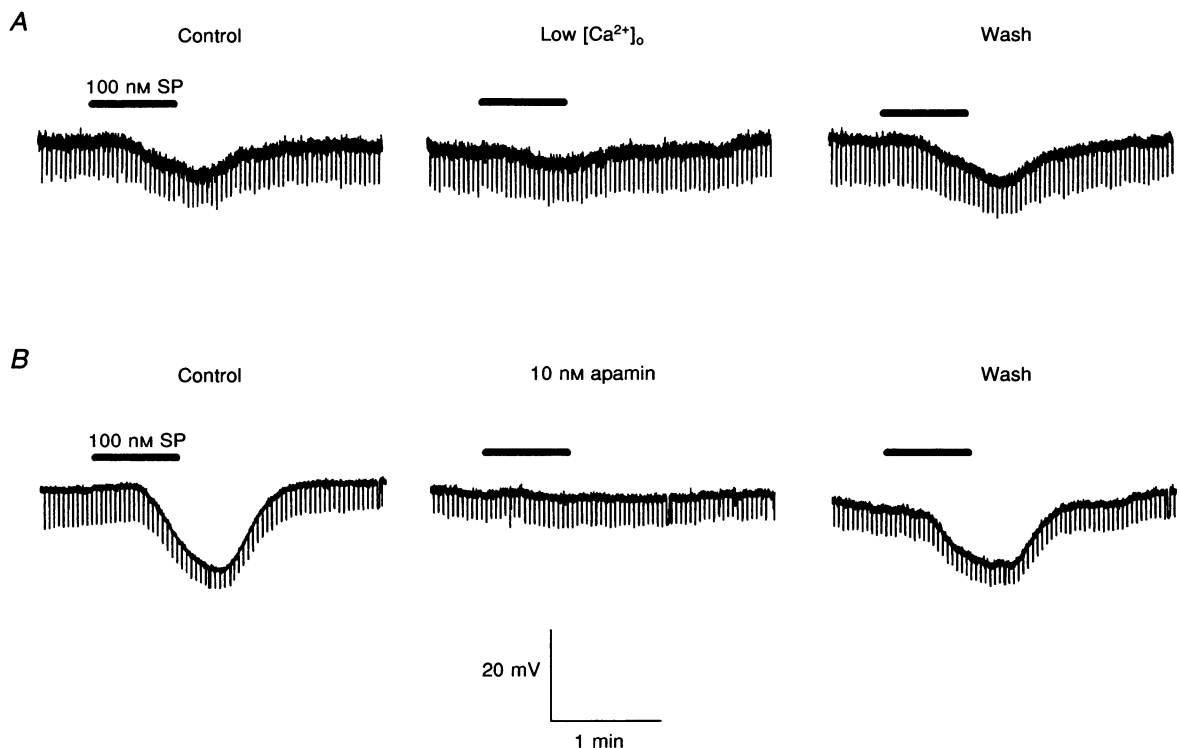 A
Control
Low [Ca²⁺]ₒ
Wash
100 nM SP
B
Control
10 nM apamin
Wash
100 nM SP
20 mV
1 min